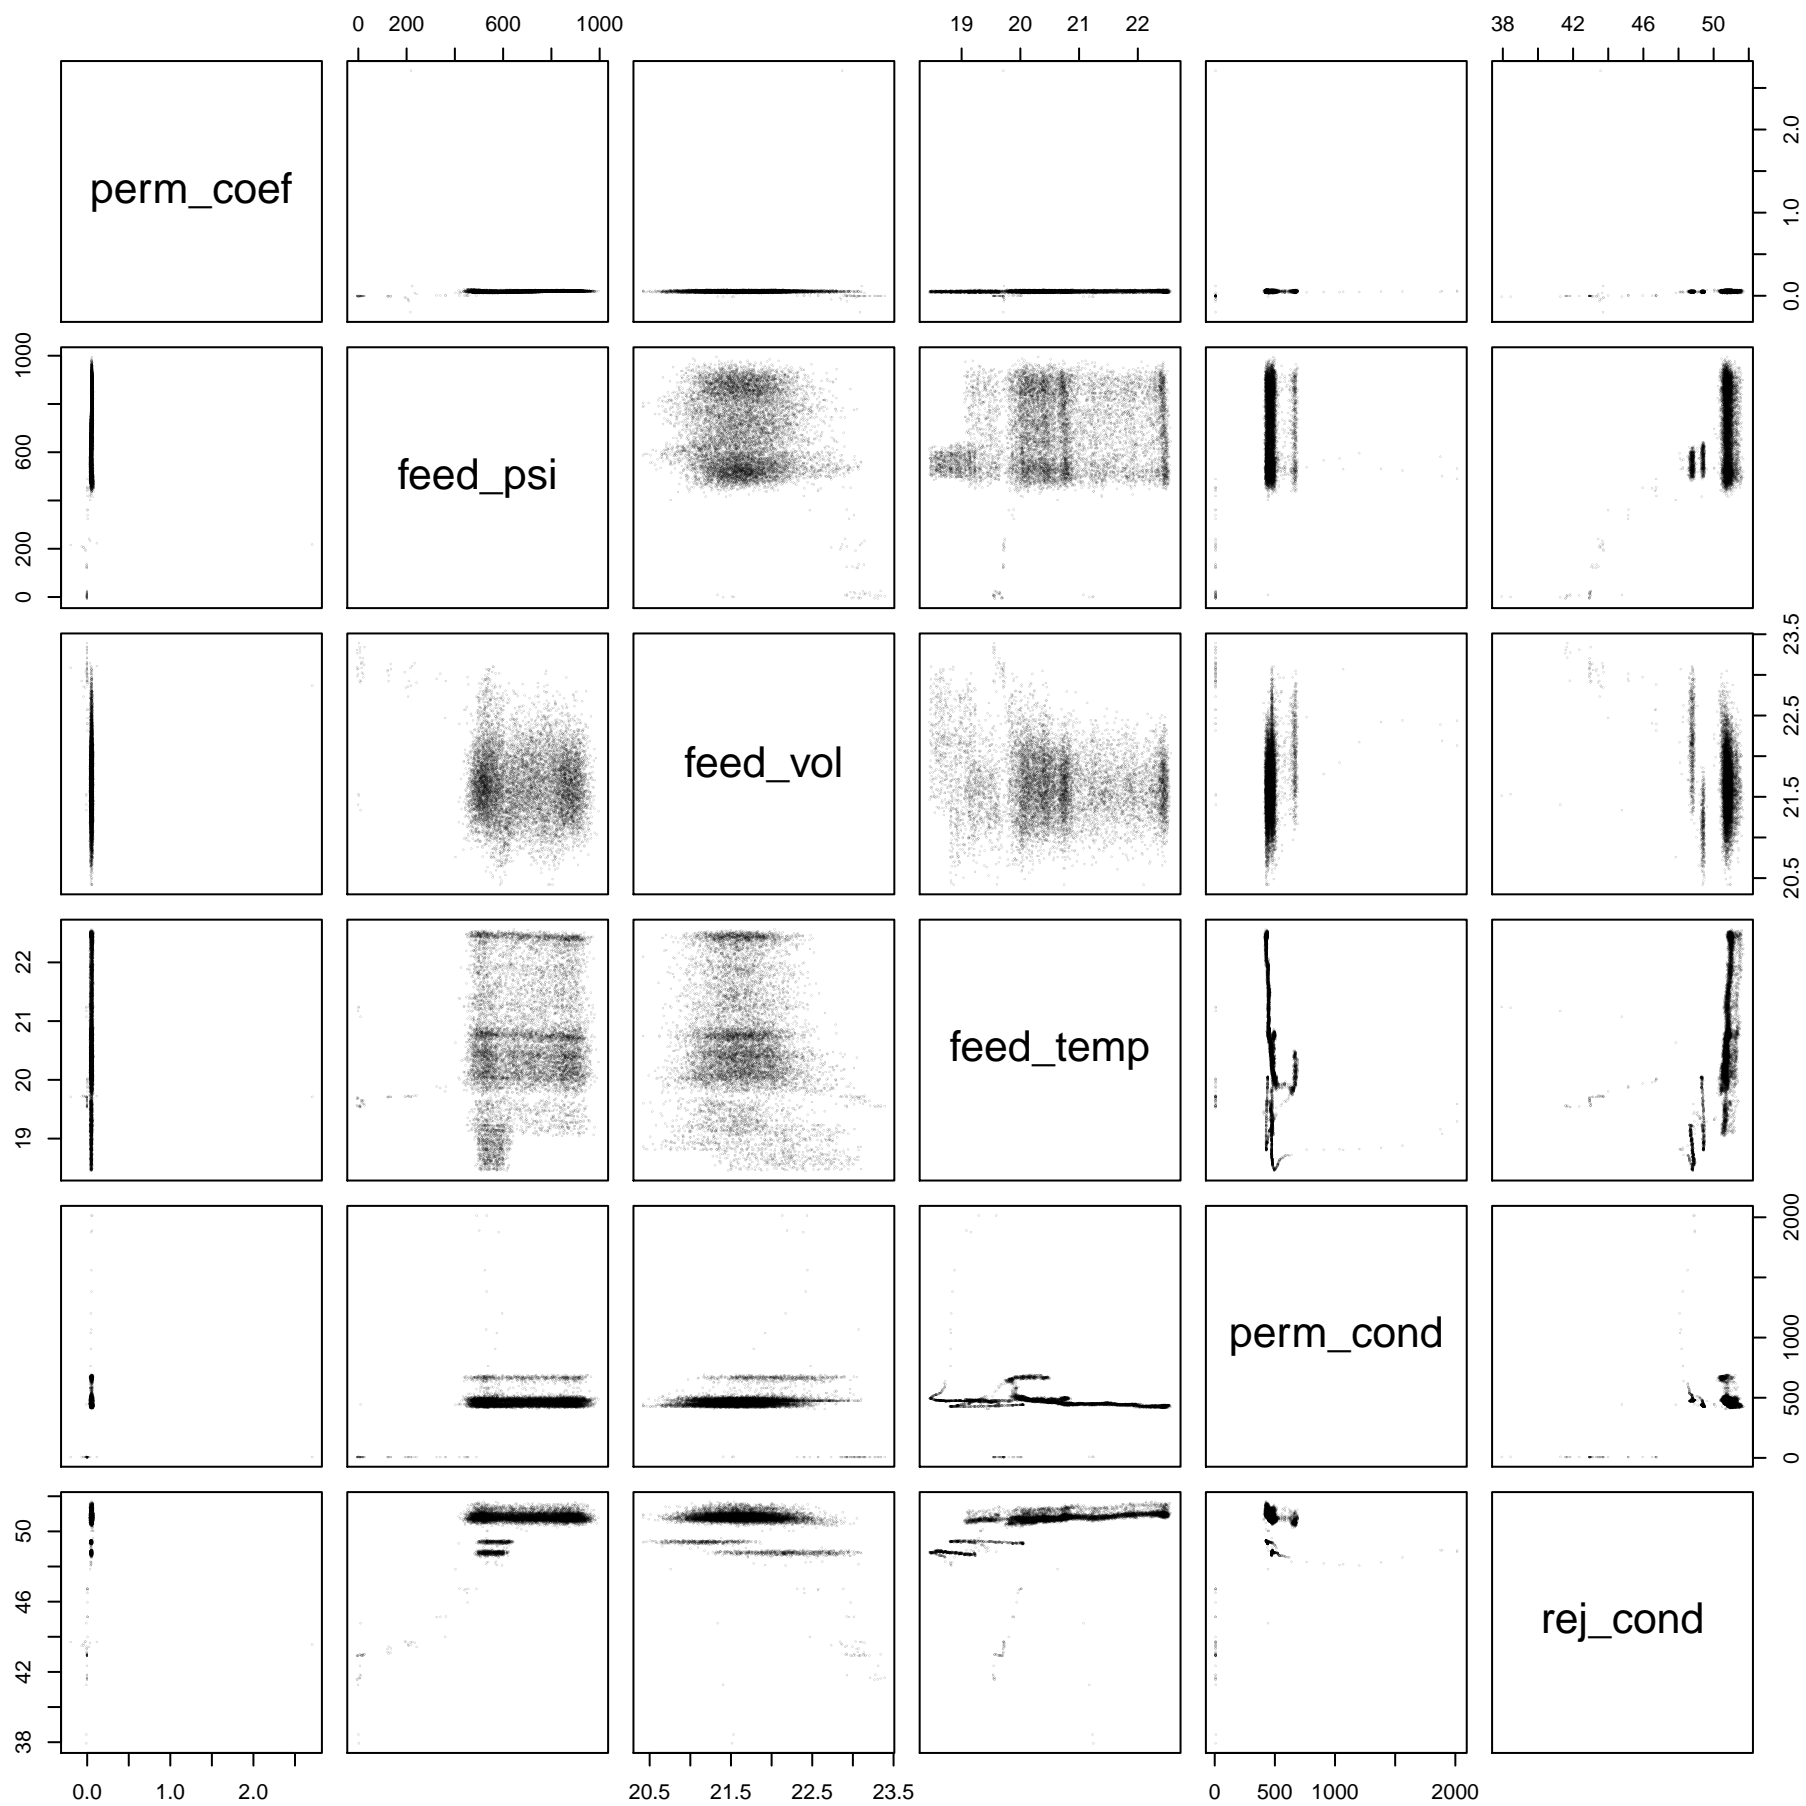 0 200 600 1000 19 20 21 22 38 42 46 50
perm_coef 0.0 1.0 2.0
0 200 600 1000 feed_psi
feed_vol 20.5 21.5 22.5 23.5
19 20 21 22 feed_temp
perm_cond 0 500 1000 2000
38 42 46 50 rej_cond
0.0 1.0 2.0 20.5 21.5 22.5 23.5 0 500 1000 2000